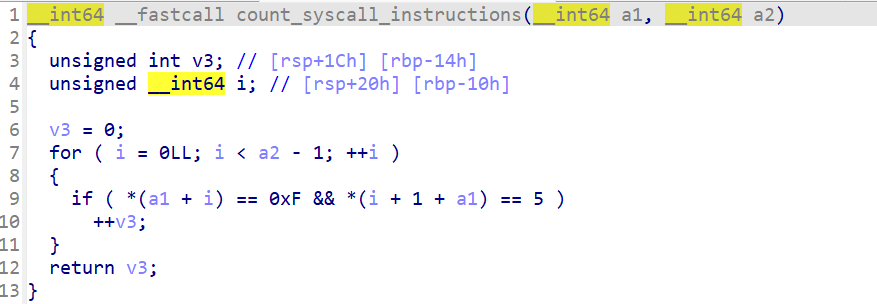 1 __int64 __fastcall count_syscall_instructions(__int64 a1, __int64 a2)
2 {
3   unsigned int v3; // [rsp+1Ch] [rbp-14h]
4   unsigned __int64 i; // [rsp+20h] [rbp-10h]
5
6   v3 = 0;
7   for ( i = 0LL; i < a2 - 1; ++i )
8   {
9     if ( *(a1 + i) == 0xF && *(i + 1 + a1) == 5 )
10       ++v3;
11   }
12   return v3;
13 }